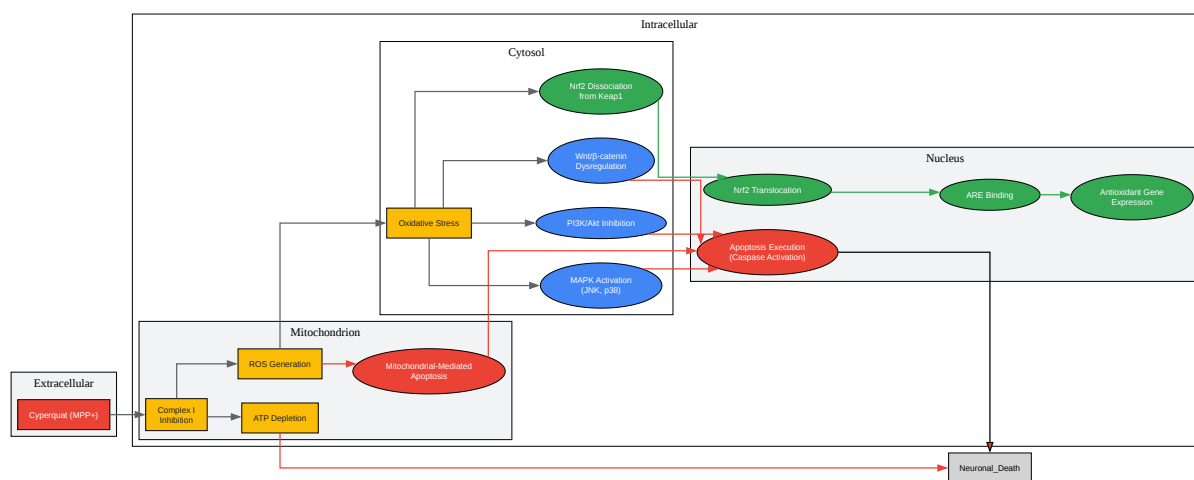 Intracellular
Cytosol
Nrf2 Dissociation
from Keap1
Wnt/β-catenin
Dysregulation
Nucleus
Nrf2 Translocation
ARE Binding
Antioxidant Gene
Expression
Oxidative Stress
PI3K/Akt Inhibition
Apoptosis Execution
(Caspase Activation)
MAPK Activation
(JNK, p38)
Mitochondrion
ROS Generation
Mitochondrial-Mediated
Apoptosis
Extracellular
Cyperquat (MPP+)
Complex I
Inhibition
ATP Depletion
Neuronal_Death